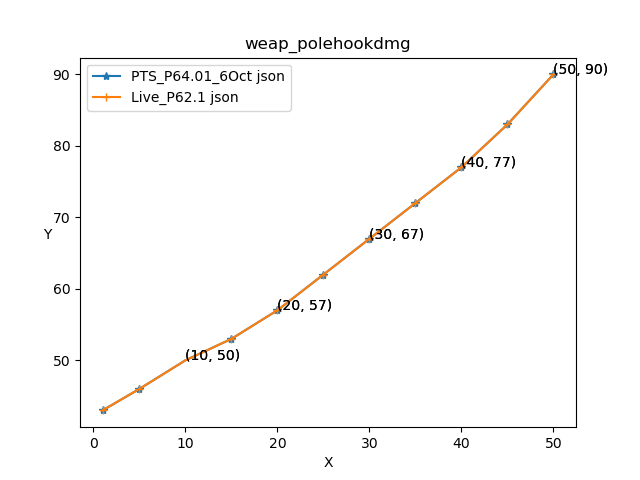 weap_polehookdmg
PTS_P64.01_6Oct json
Live_P62.1 json
(50, 90)
(40, 77)
(30, 67)
(20, 57)
(10, 50)
90
80
70
60
50
Y
0 10 20 30 40 50
X